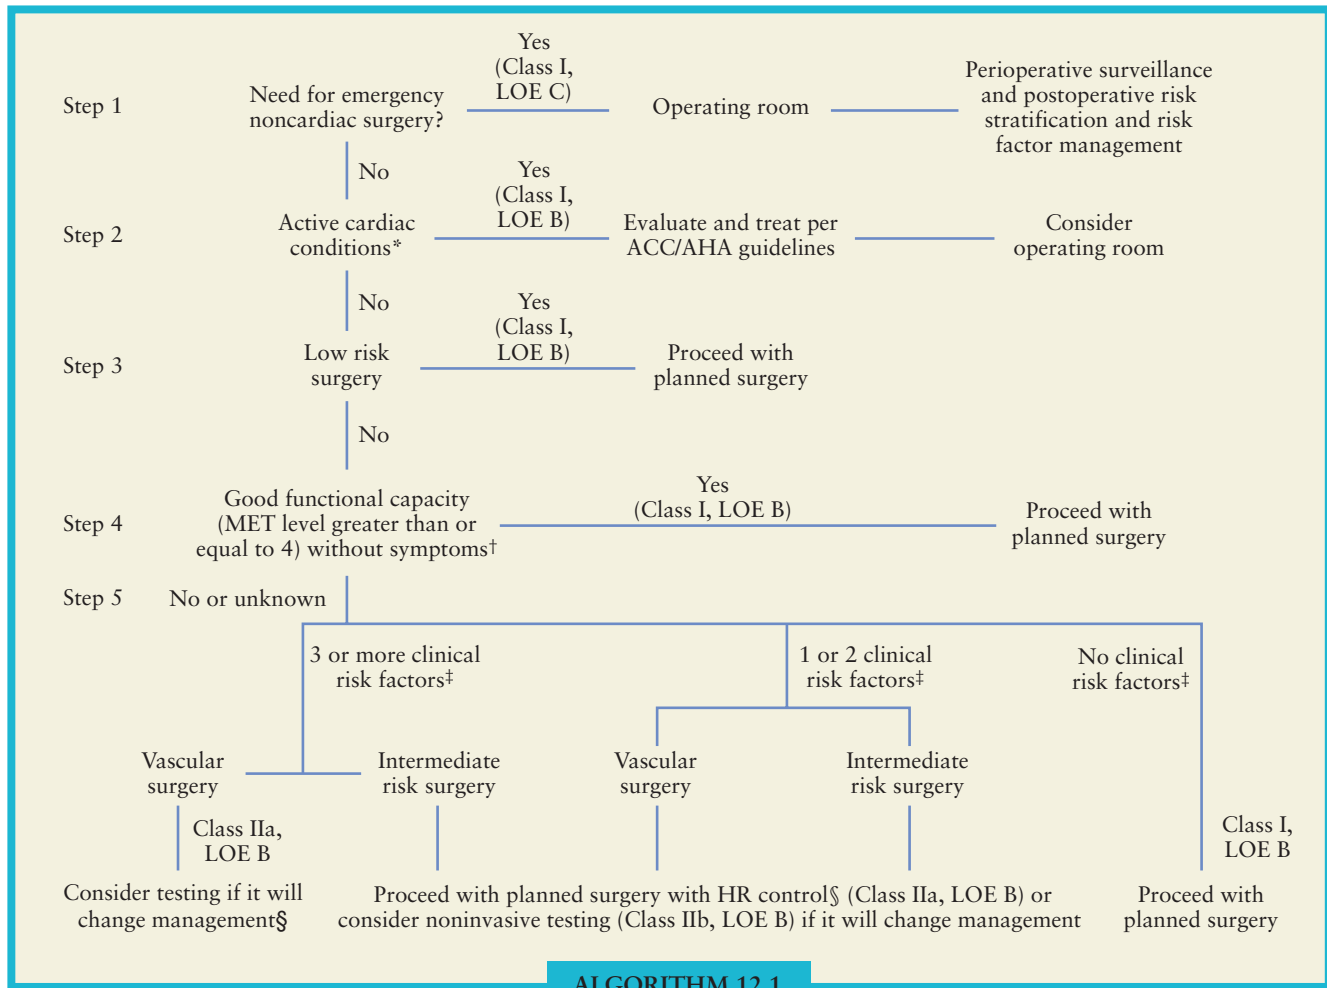 Step 1
Need for emergency
noncardiac surgery?
Yes
(Class I,
LOE C)
Operating room
Perioperative surveillance
and postoperative risk
stratification and risk
factor management
No
Step 2
Active cardiac
conditions*
Yes
(Class I,
LOE B)
Evaluate and treat per
ACC/AHA guidelines
Consider
operating room
No
Step 3
Low risk
surgery
Yes
(Class I,
LOE B)
Proceed with
planned surgery
No
Step 4
Good functional capacity
(MET level greater than or
equal to 4) without symptoms†
Yes
(Class I, LOE B)
Proceed with
planned surgery
Step 5
No or unknown
3 or more clinical
risk factors‡
1 or 2 clinical
risk factors‡
No clinical
risk factors‡
Vascular
surgery
Intermediate
risk surgery
Vascular
surgery
Intermediate
risk surgery
Class IIa,
LOE B
Class I,
LOE B
Consider testing if it will
change management§
Proceed with planned surgery with HR control§ (Class IIa, LOE B) or
consider noninvasive testing (Class IIb, LOE B) if it will change management
Proceed with
planned surgery
ALGORITHM 12.1